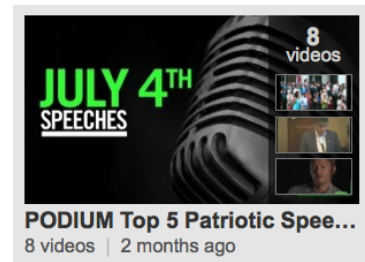 JULY 4TH
SPEECHES
8
videos
PODIUM Top 5 Patriotic Spee...
8 videos | 2 months ago